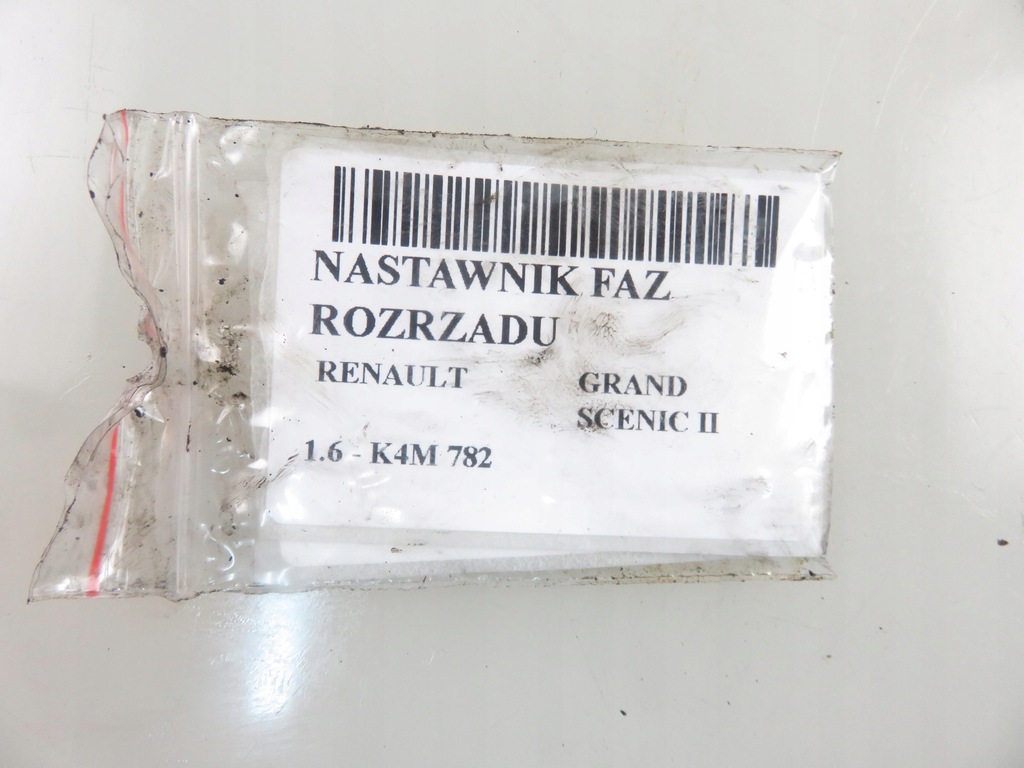 NASTAWNIK FAZ
ROZRZADU
RENAULT GRAND
SCENIC II
1.6 - K4M 782